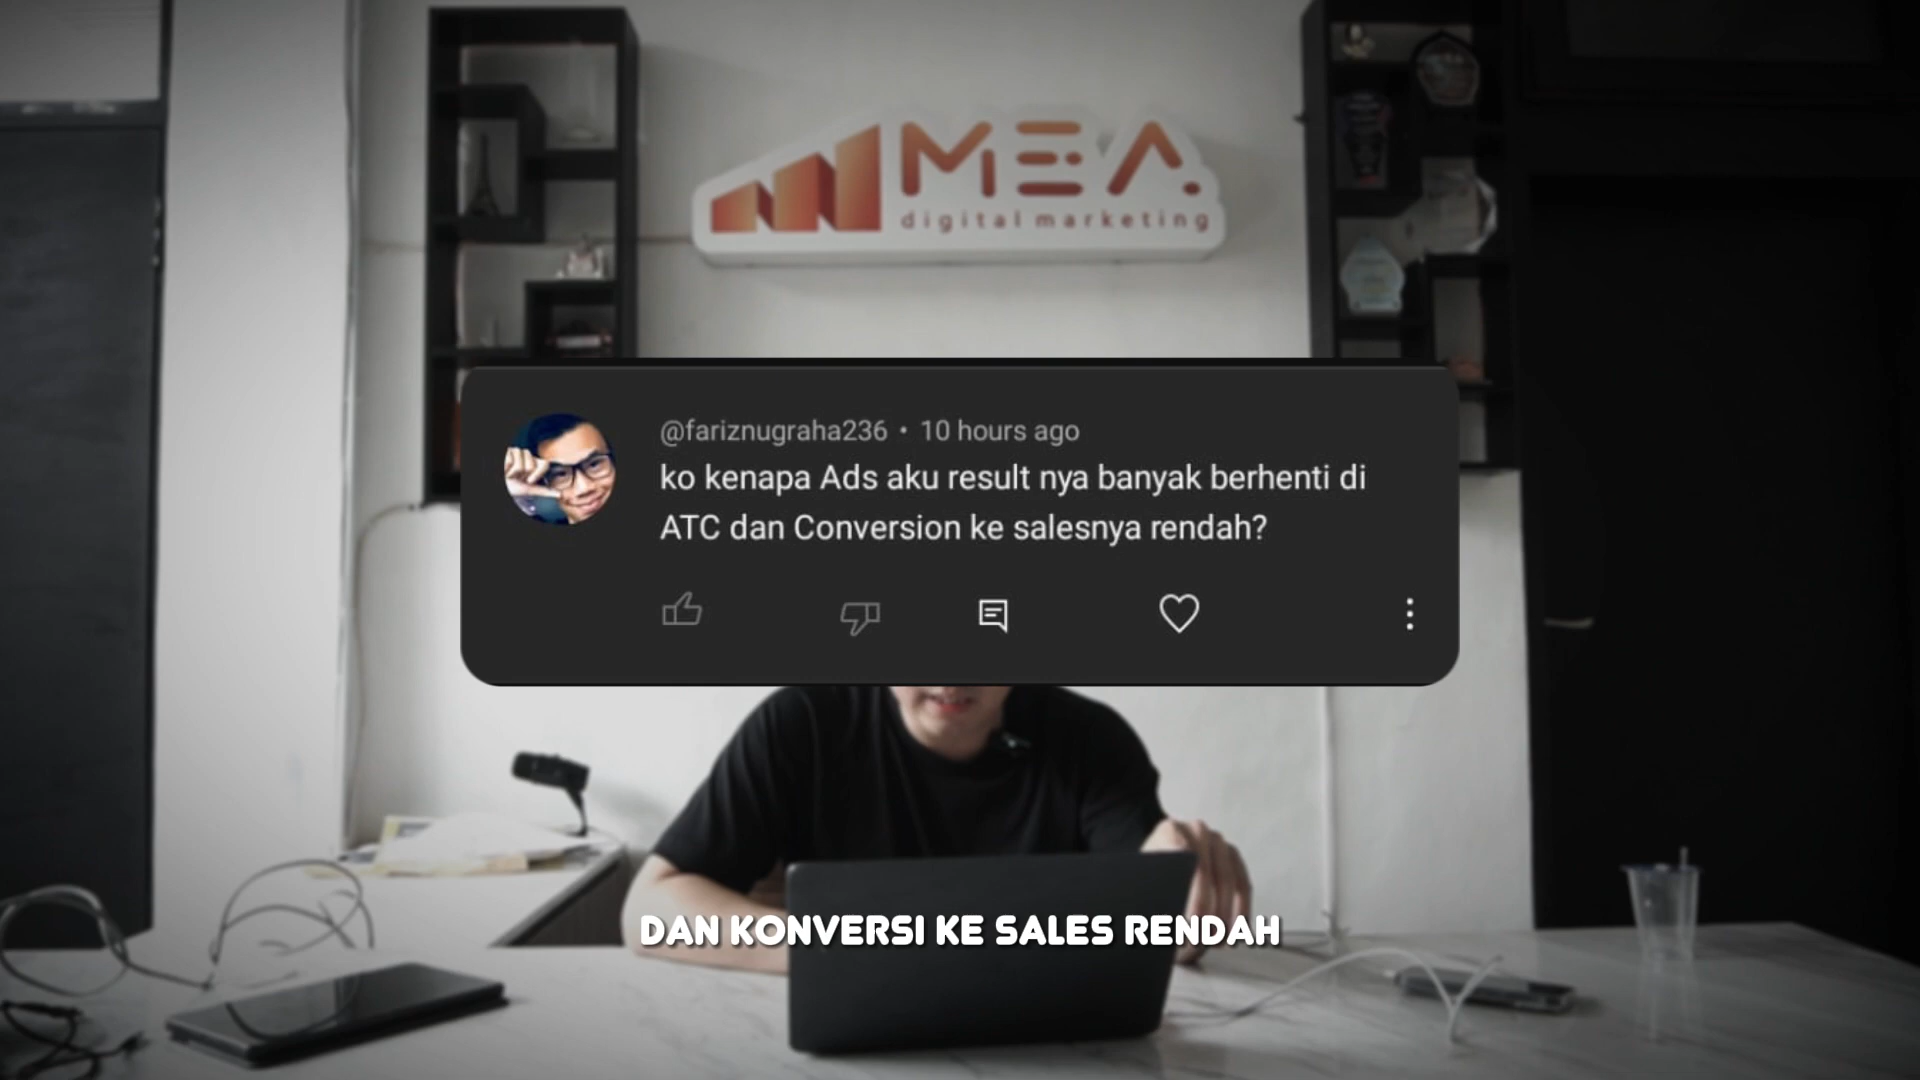 MEA.
digital marketing
@fariznugraha236 • 10 hours ago
ko kenapa Ads aku result nya banyak berhenti di
ATC dan Conversion ke salesnya rendah?
DAN KONVERSI KE SALES RENDAH